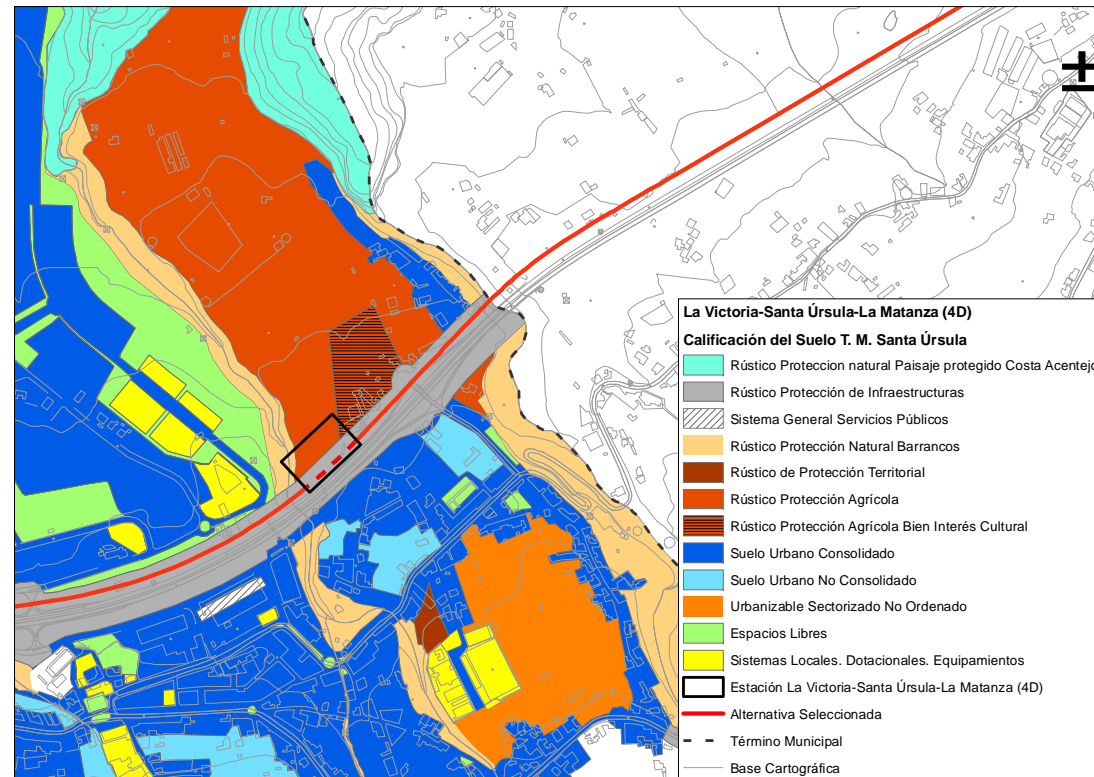 La Victoria-Santa Úrsula-La Matanza (4D)
Calificación del Suelo T. M. Santa Úrsula
Rústico Proteccion natural Paisaje protegido Costa Acentejo
Rústico Protección de Infraestructuras
Sistema General Servicios Públicos
Rústico Protección Natural Barrancos
Rústico de Protección Territorial
Rústico Protección Agrícola
Rústico Protección Agrícola Bien Interés Cultural
Suelo Urbano Consolidado
Suelo Urbano No Consolidado
Urbanizable Sectorizado No Ordenado
Espacios Libres
Sistemas Locales. Dotacionales. Equipamientos
Estación La Victoria-Santa Úrsula-La Matanza (4D)
Alternativa Seleccionada
Término Municipal
Base Cartográfica